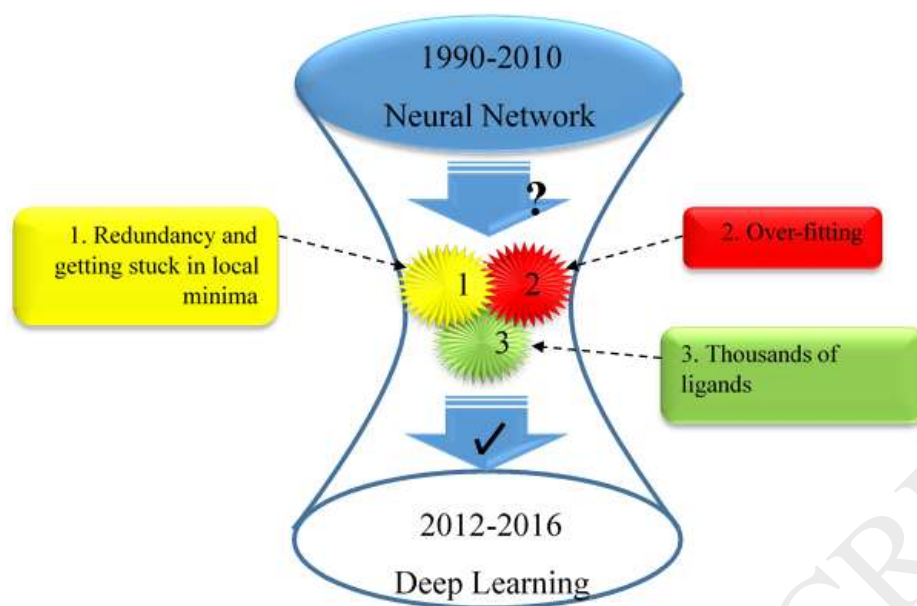 1990-2010
Neural Network
?
1. Redundancy and
getting stuck in local
minima
2. Over-fitting
1
2
3
3. Thousands of
ligands
✓
2012-2016
Deep Learning